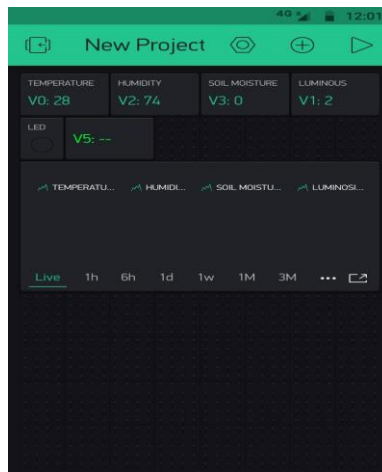 4G 12:01
New Project
TEMPERATURE HUMIDITY SOIL MOISTURE LUMINOUS
V0: 28 V2: 74 V3: 0 V1: 2
LED
V5: --
TEMPERATU... HUMIDI... SOIL MOISTU... LUMINOSI...
Live 1h 6h 1d 1w 1M 3M ...